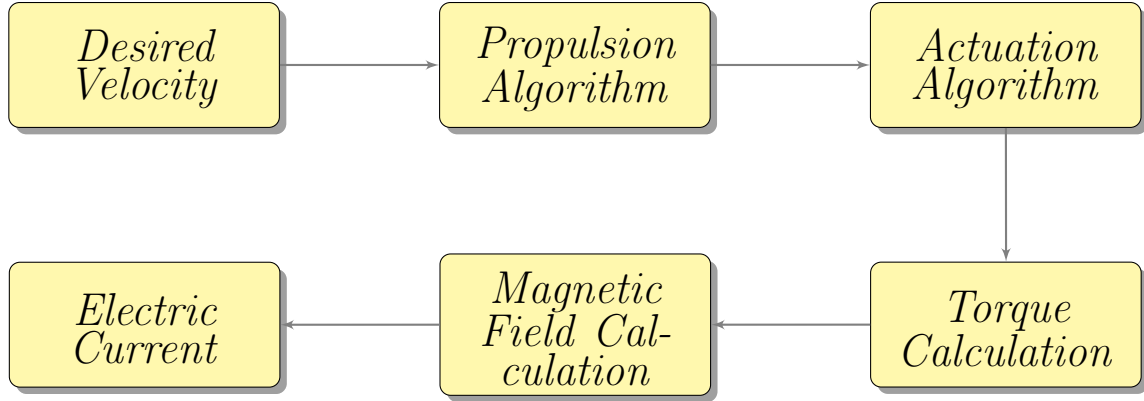 Desired
Velocity
Propulsion
Algorithm
Actuation
Algorithm
Electric
Current
Magnetic
Field Cal-
culation
Torque
Calculation